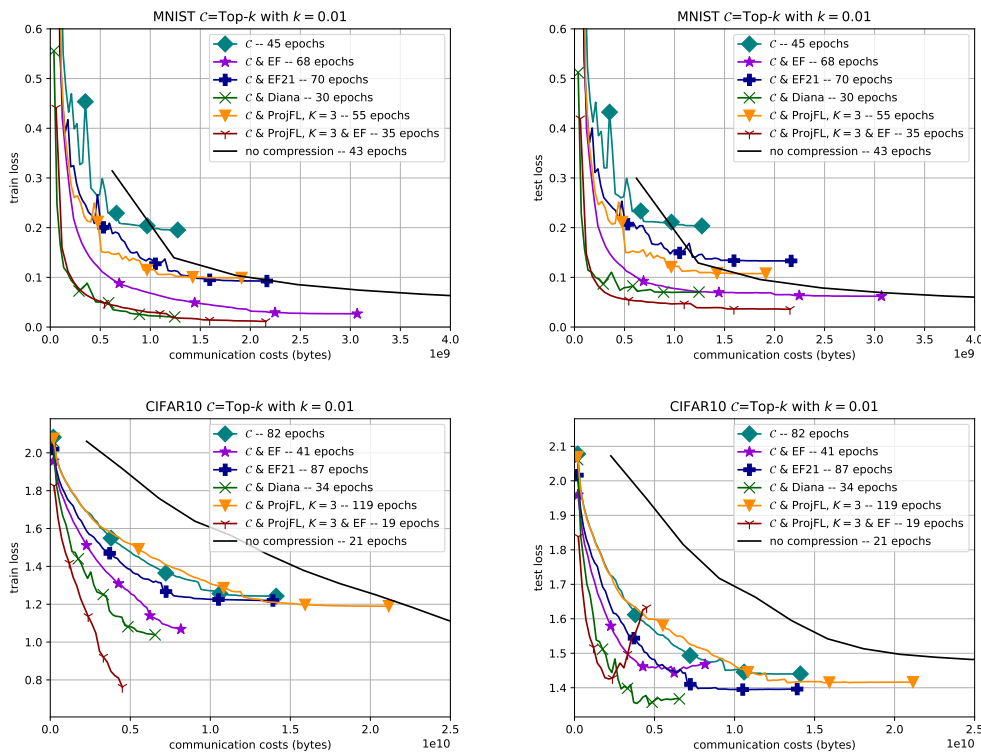 MNIST 𝒞=Top-k with k = 0.01
0.6
0.5
0.4
0.3
0.2
0.1
0.0
train loss
𝒞 -- 45 epochs
𝒞 & EF -- 68 epochs
𝒞 & EF21 -- 70 epochs
𝒞 & Diana -- 30 epochs
𝒞 & ProjFL, K = 3 -- 55 epochs
𝒞 & ProjFL, K = 3 & EF -- 35 epochs
no compression -- 43 epochs
0.0 0.5 1.0 1.5 2.0 2.5 3.0 3.5 4.0
communication costs (bytes)
1e9
MNIST 𝒞=Top-k with k = 0.01
0.6
0.5
0.4
0.3
0.2
0.1
0.0
test loss
𝒞 -- 45 epochs
𝒞 & EF -- 68 epochs
𝒞 & EF21 -- 70 epochs
𝒞 & Diana -- 30 epochs
𝒞 & ProjFL, K = 3 -- 55 epochs
𝒞 & ProjFL, K = 3 & EF -- 35 epochs
no compression -- 43 epochs
0.0 0.5 1.0 1.5 2.0 2.5 3.0 3.5 4.0
communication costs (bytes)
1e9
CIFAR10 𝒞=Top-k with k = 0.01
2.0
1.8
1.6
1.4
1.2
1.0
0.8
train loss
𝒞 -- 82 epochs
𝒞 & EF -- 41 epochs
𝒞 & EF21 -- 87 epochs
𝒞 & Diana -- 34 epochs
𝒞 & ProjFL, K = 3 -- 119 epochs
𝒞 & ProjFL, K = 3 & EF -- 19 epochs
no compression -- 21 epochs
0.0 0.5 1.0 1.5 2.0 2.5
communication costs (bytes)
1e10
CIFAR10 𝒞=Top-k with k = 0.01
2.1
2.0
1.9
1.8
1.7
1.6
1.5
1.4
test loss
𝒞 -- 82 epochs
𝒞 & EF -- 41 epochs
𝒞 & EF21 -- 87 epochs
𝒞 & Diana -- 34 epochs
𝒞 & ProjFL, K = 3 -- 119 epochs
𝒞 & ProjFL, K = 3 & EF -- 19 epochs
no compression -- 21 epochs
0.0 0.5 1.0 1.5 2.0 2.5
communication costs (bytes)
1e10